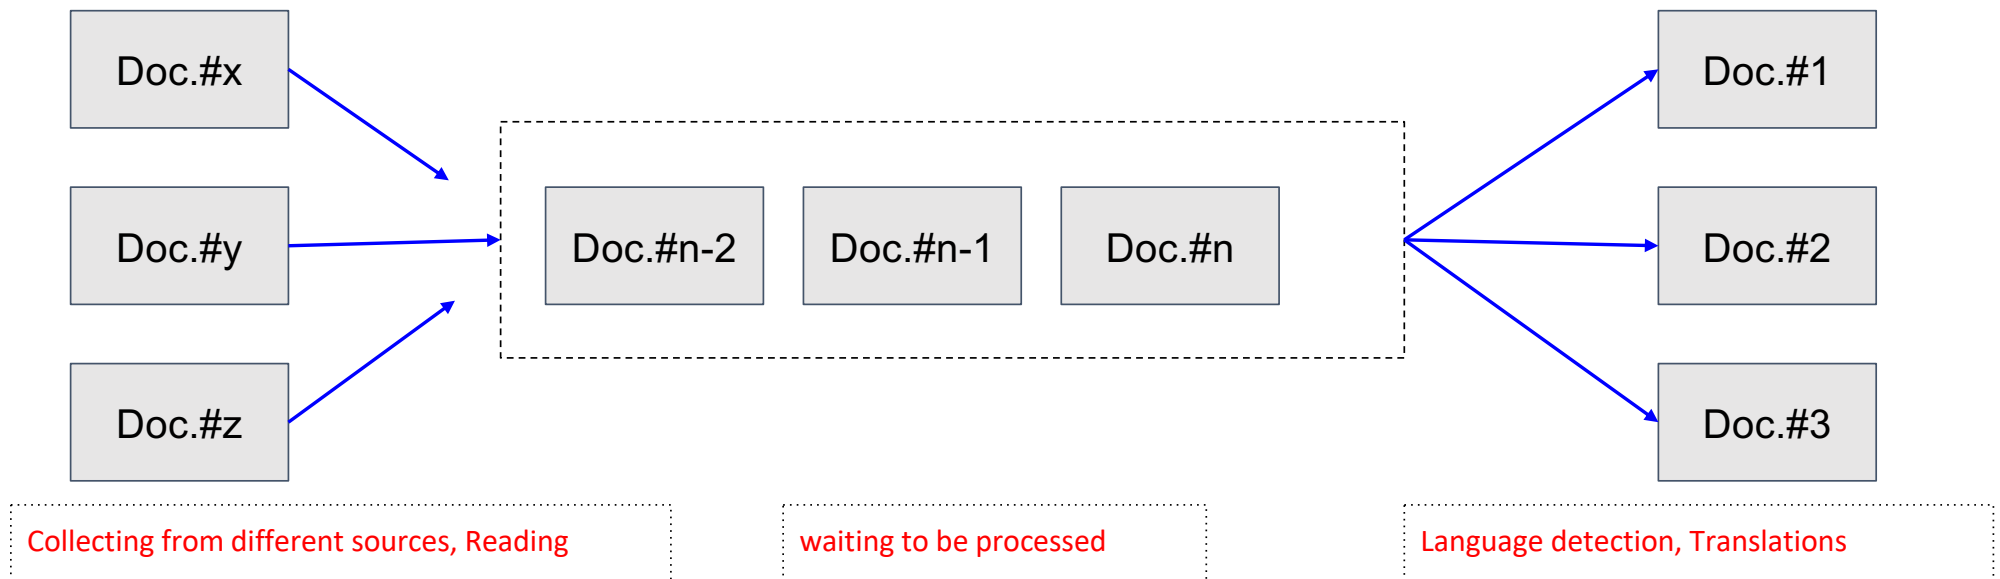 Doc.#x
Doc.#y
Doc.#z
Doc.#n-2
Doc.#n-1
Doc.#n
Doc.#1
Doc.#2
Doc.#3
Collecting from different sources, Reading
waiting to be processed
Language detection, Translations